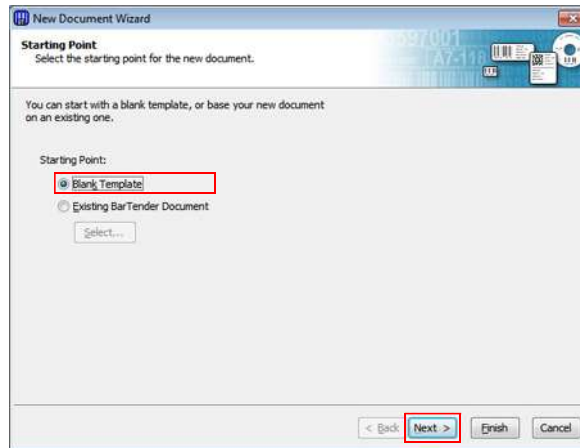 New Document Wizard
Starting Point
Select the starting point for the new document.
You can start with a blank template, or base your new document
on an existing one.
Starting Point:
Blank Template
Existing BarTender Document
Select...
< Back Next > Finish Cancel